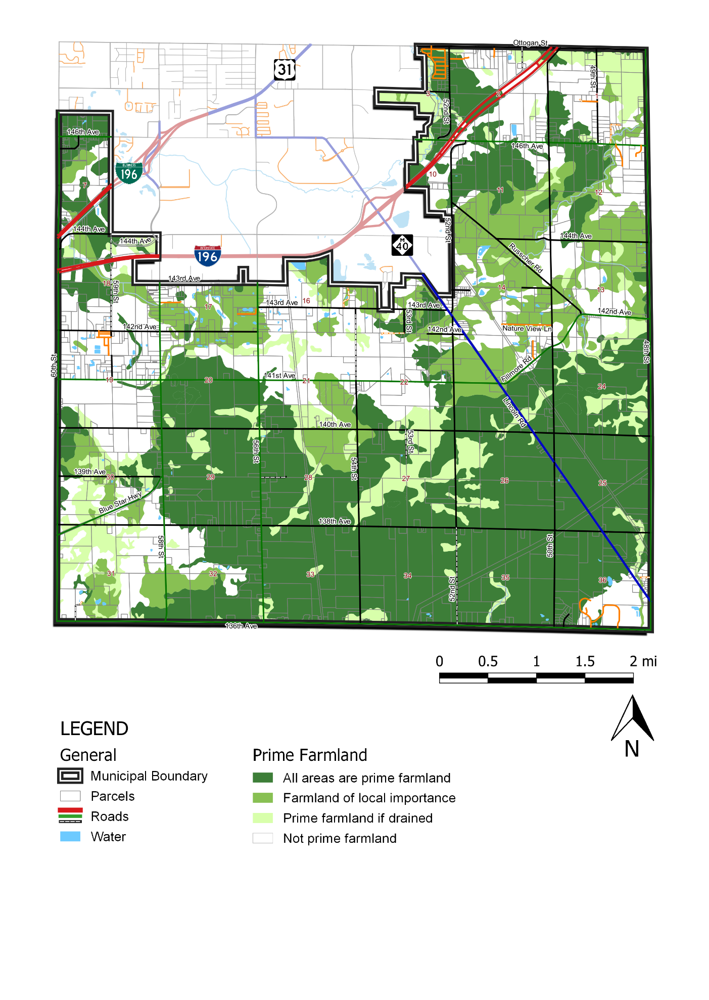 Ottogan St
31
49th St
3
2
1
52nd St
146th Ave
146th Ave
BUSINESS
196
10
7
11
12
144th Ave
52nd St
144th Ave
144th Ave
M
40
INTERSTATE
196
Russcher Rd
143rd Ave
18
59th St
14
13
17
143rd Ave
16
143rd Ave
53rd St
142nd Ave
142nd Ave
142nd Ave
Nature View Ln
48th St
60th St
Fillmore Rd
19
20
141st Ave
21
22
24
Lincoln Rd
140th Ave
53rd St
56th St
54th St
139th Ave
30
29
28
27
26
25
Blue Star Hwy
138th Ave
58th St
50th St
31
32
33
34
35
36
52nd St
136th Ave
0 0.5 1 1.5 2 mi
N
LEGEND
General
Municipal Boundary
Parcels
Roads
Water
Prime Farmland
All areas are prime farmland
Farmland of local importance
Prime farmland if drained
Not prime farmland